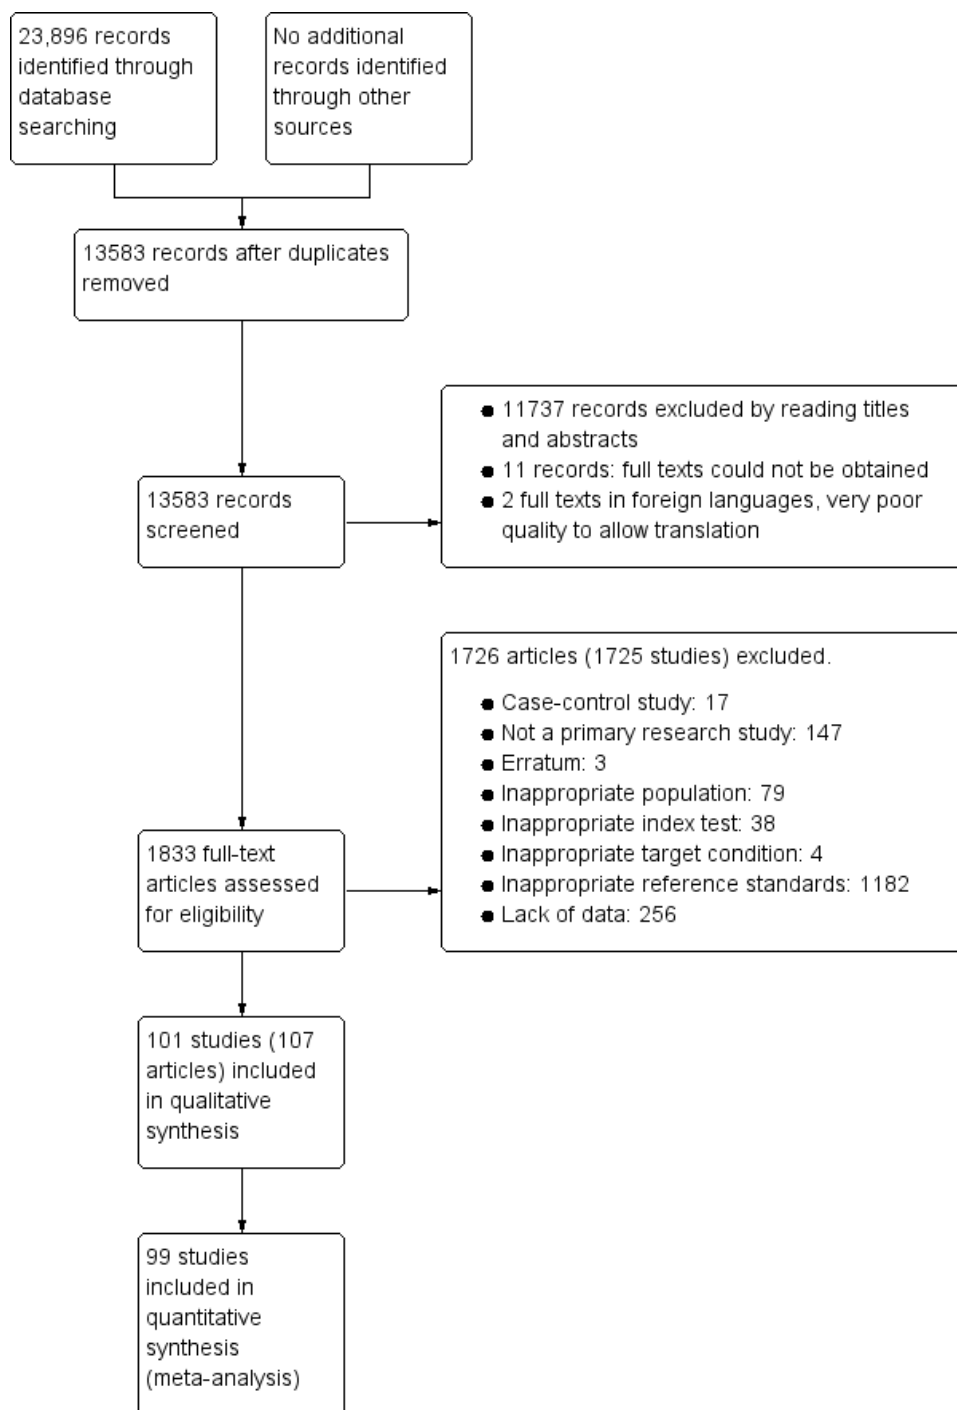 23,896 records
identified through
database
searching
No additional
records identified
through other
sources
13583 records after duplicates
removed
● 11737 records excluded by reading titles
and abstracts
● 11 records: full texts could not be obtained
● 2 full texts in foreign languages, very poor
quality to allow translation
13583 records
screened
1726 articles (1725 studies) excluded.
● Case-control study: 17
● Not a primary research study: 147
● Erratum: 3
● Inappropriate population: 79
● Inappropriate index test: 38
● Inappropriate target condition: 4
● Inappropriate reference standards: 1182
● Lack of data: 256
1833 full-text
articles assessed
for eligibility
101 studies (107
articles) included
in qualitative
synthesis
99 studies
included in
quantitative
synthesis
(meta-analysis)